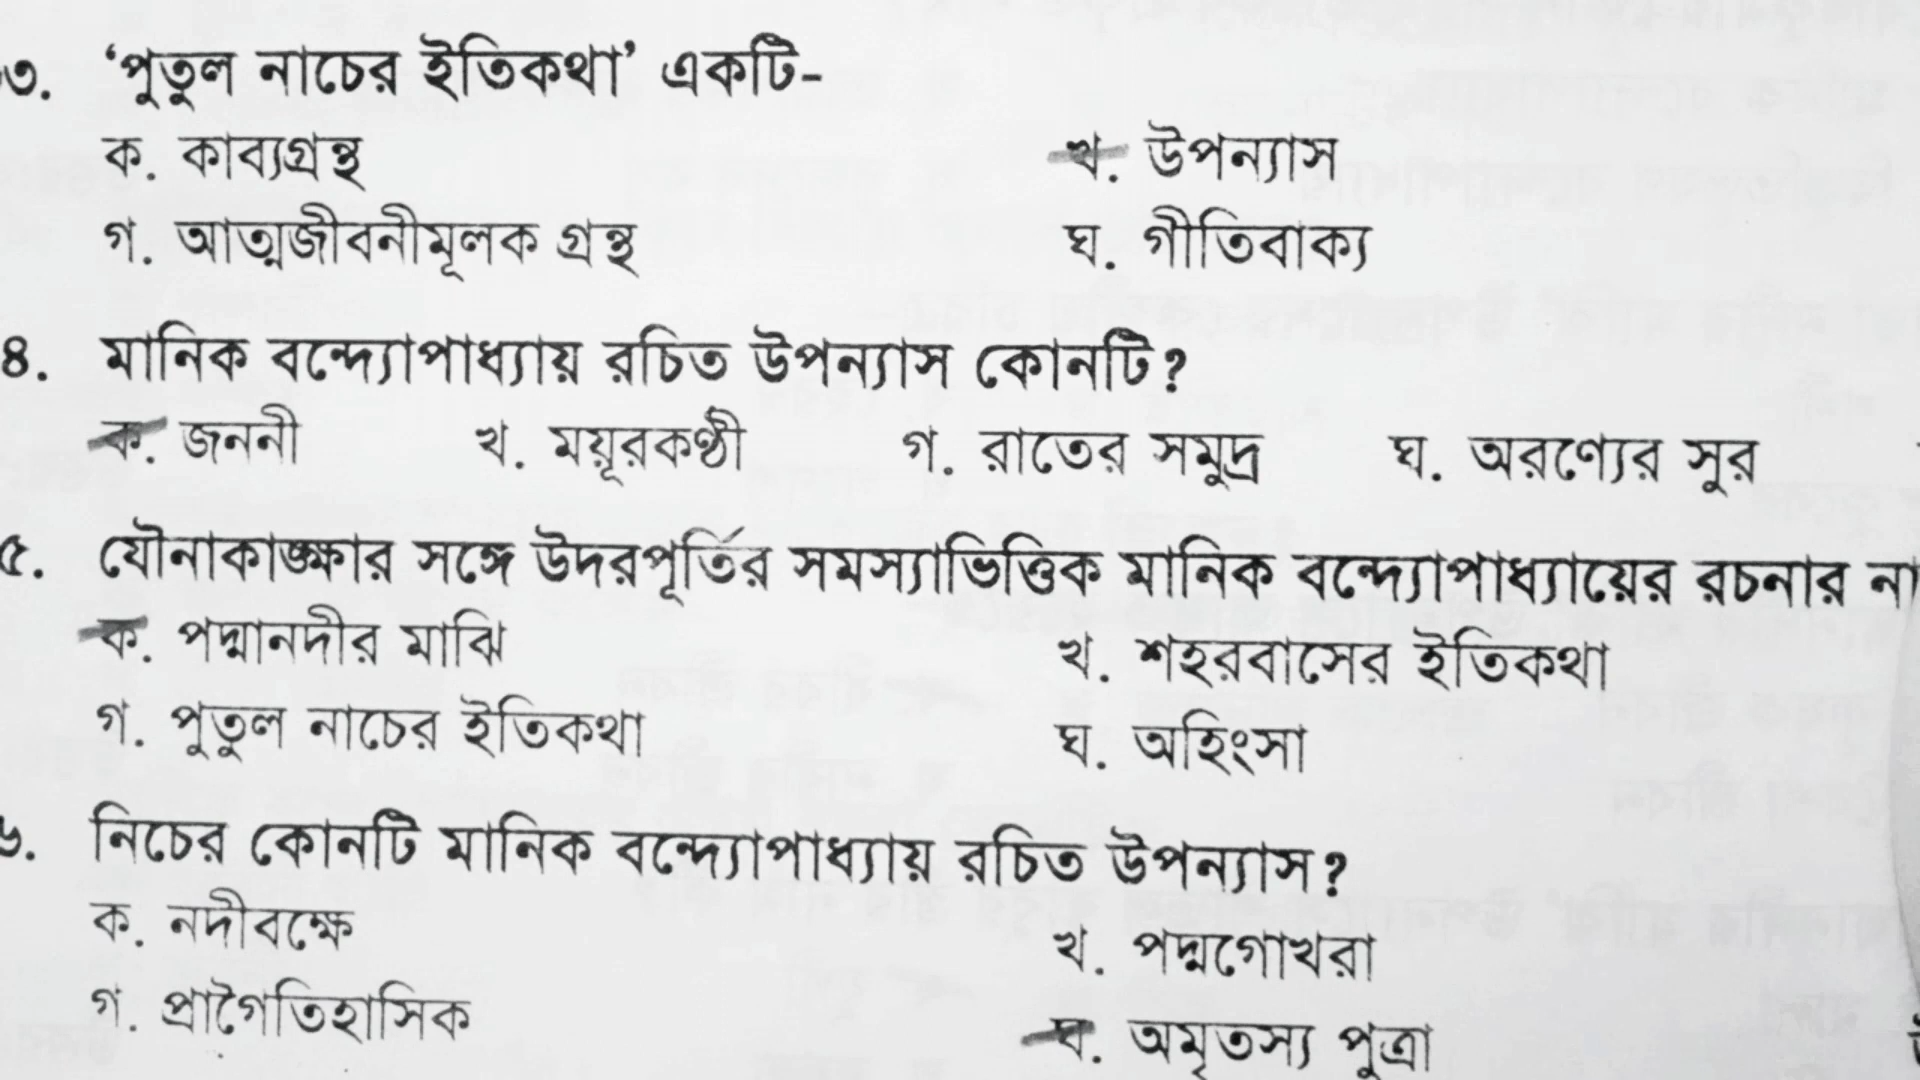 ৩. ‘পুতুল নাচের ইতিকথা’ একটি-
ক. কাব্যগ্রন্থ খ. উপন্যাস
গ. আত্মজীবনীমূলক গ্রন্থ ঘ. গীতিবাক্য
৪. মানিক বন্দ্যোপাধ্যায় রচিত উপন্যাস কোনটি?
ক. জননী খ. ময়ূরকণ্ঠী গ. রাতের সমুদ্র ঘ. অরণ্যের সুর
৫. যৌনাকাঙ্ক্ষার সঙ্গে উদরপূর্তির সমস্যাভিত্তিক মানিক বন্দ্যোপাধ্যায়ের রচনার না
ক. পদ্মানদীর মাঝি খ. শহরবাসের ইতিকথা
গ. পুতুল নাচের ইতিকথা ঘ. অহিংসা
৬. নিচের কোনটি মানিক বন্দ্যোপাধ্যায় রচিত উপন্যাস?
ক. নদীবক্ষে খ. পদ্মগোখরা
গ. প্রাগৈতিহাসিক ঘ. অমৃতস্য পুত্রা